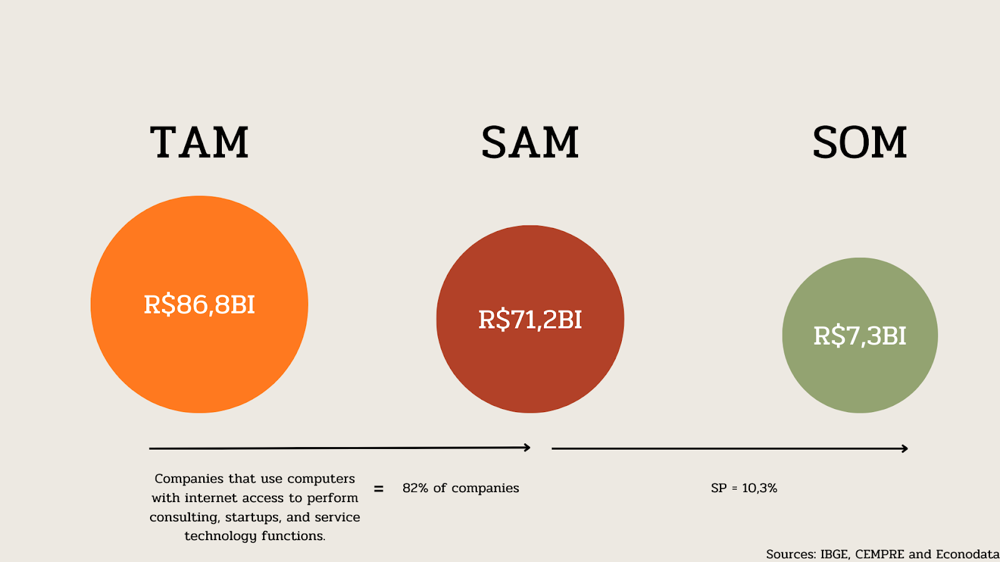 TAM
SAM
SOM
R$86,8BI
R$71,2BI
R$7,3BI
Companies that use computers
with internet access to perform
consulting, startups, and service
technology functions.
=
82% of companies
SP = 10,3%
Sources: IBGE, CEMPRE and Econodata